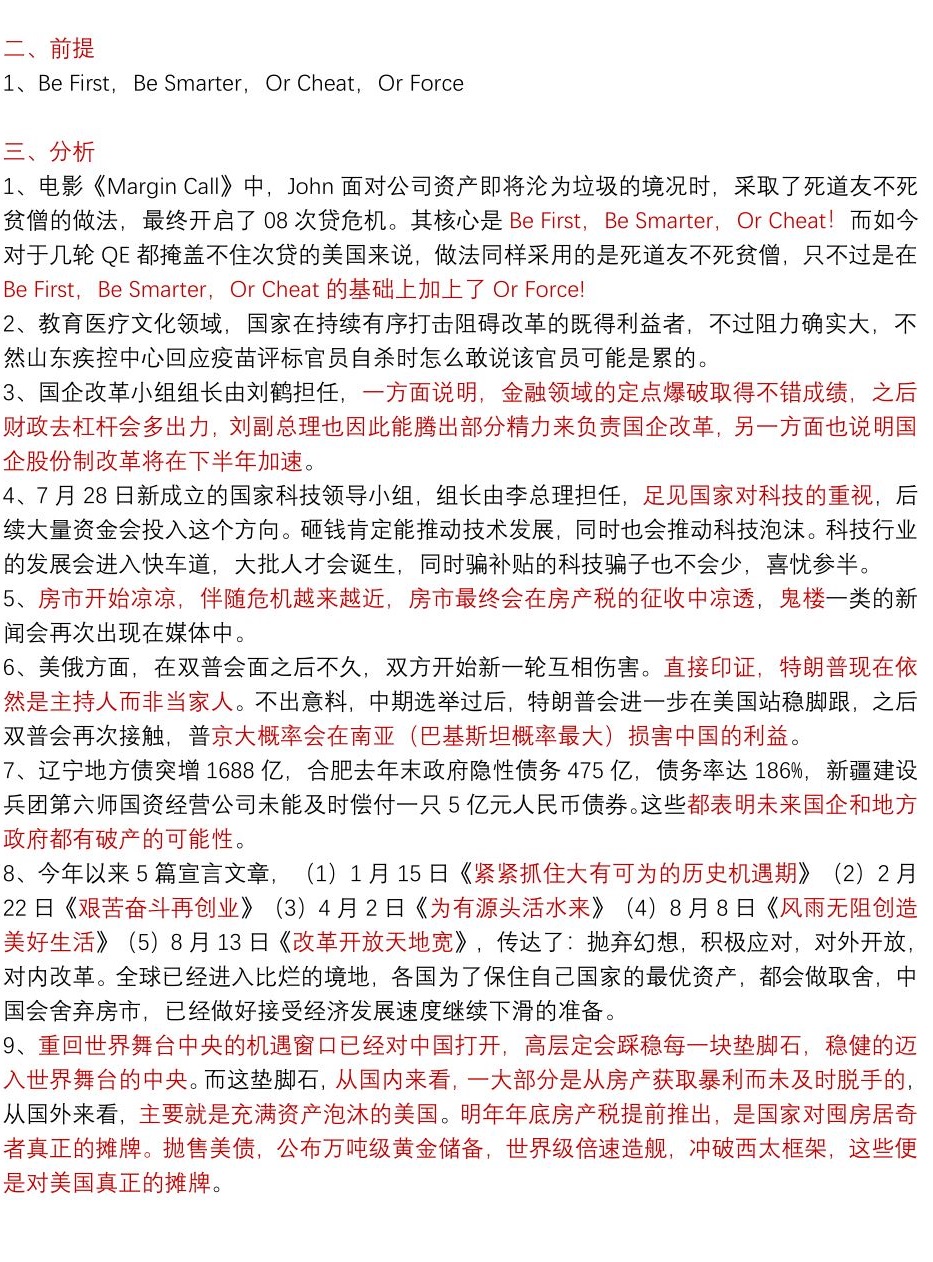 二、前提
1、Be First，Be Smarter，Or Cheat，Or Force
三、分析
1、电影《Margin Call》中，John 面对公司资产即将沦为垃圾的境况时，采取了死道友不死
贫僧的做法，最终开启了 08 次贷危机。其核心是 Be First，Be Smarter，Or Cheat！而如今
对于几轮 QE 都掩盖不住次贷的美国来说，做法同样采用的是死道友不死贫僧，只不过是在
Be First，Be Smarter，Or Cheat 的基础上加上了 Or Force!
2、教育医疗文化领域，国家在持续有序打击阻碍改革的既得利益者，不过阻力确实大，不
然山东疾控中心回应疫苗评标官员自杀时怎么敢说该官员可能是累的。
3、国企改革小组组长由刘鹤担任，一方面说明，金融领域的定点爆破取得不错成绩，之后
财政去杠杆会多出力，刘副总理也因此能腾出部分精力来负责国企改革，另一方面也说明国
企股份制改革将在下半年加速。
4、7 月 28 日新成立的国家科技领导小组，组长由李总理担任，足见国家对科技的重视，后
续大量资金会投入这个方向。砸钱肯定能推动技术发展，同时也会推动科技泡沫。科技行业
的发展会进入快车道，大批人才会诞生，同时骗补贴的科技骗子也不会少，喜忧参半。
5、房市开始凉凉，伴随危机越来越近，房市最终会在房产税的征收中凉透，鬼楼一类的新
闻会再次出现在媒体中。
6、美俄方面，在双普会面之后不久，双方开始新一轮互相伤害。直接印证，特朗普现在依
然是主持人而非当家人。不出意料，中期选举过后，特朗普会进一步在美国站稳脚跟，之后
双普会再次接触，普京大概率会在南亚（巴基斯坦概率最大）损害中国的利益。
7、辽宁地方债突增 1688 亿，合肥去年末政府隐性债务 475 亿，债务率达 186%，新疆建设
兵团第六师国资经营公司未能及时偿付一只 5 亿元人民币债券。这些都表明未来国企和地方
政府都有破产的可能性。
8、今年以来 5 篇宣言文章，（1）1 月 15 日《紧紧抓住大有可为的历史机遇期》（2）2 月
22 日《艰苦奋斗再创业》（3）4 月 2 日《为有源头活水来》（4）8 月 8 日《风雨无阻创造
美好生活》（5）8 月 13 日《改革开放天地宽》，传达了：抛弃幻想，积极应对，对外开放，
对内改革。全球已经进入比烂的境地，各国为了保住自己国家的最优资产，都会做取舍，中
国会舍弃房市，已经做好接受经济发展速度继续下滑的准备。
9、重回世界舞台中央的机遇窗口已经对中国打开，高层定会踩稳每一块垫脚石，稳健的迈
入世界舞台的中央。而这垫脚石，从国内来看，一大部分是从房产获取暴利而未及时脱手的，
从国外来看，主要就是充满资产泡沫的美国。明年年底房产税提前推出，是国家对囤房居奇
者真正的摊牌。抛售美债，公布万吨级黄金储备，世界级倍速造舰，冲破西太框架，这些便
是对美国真正的摊牌。